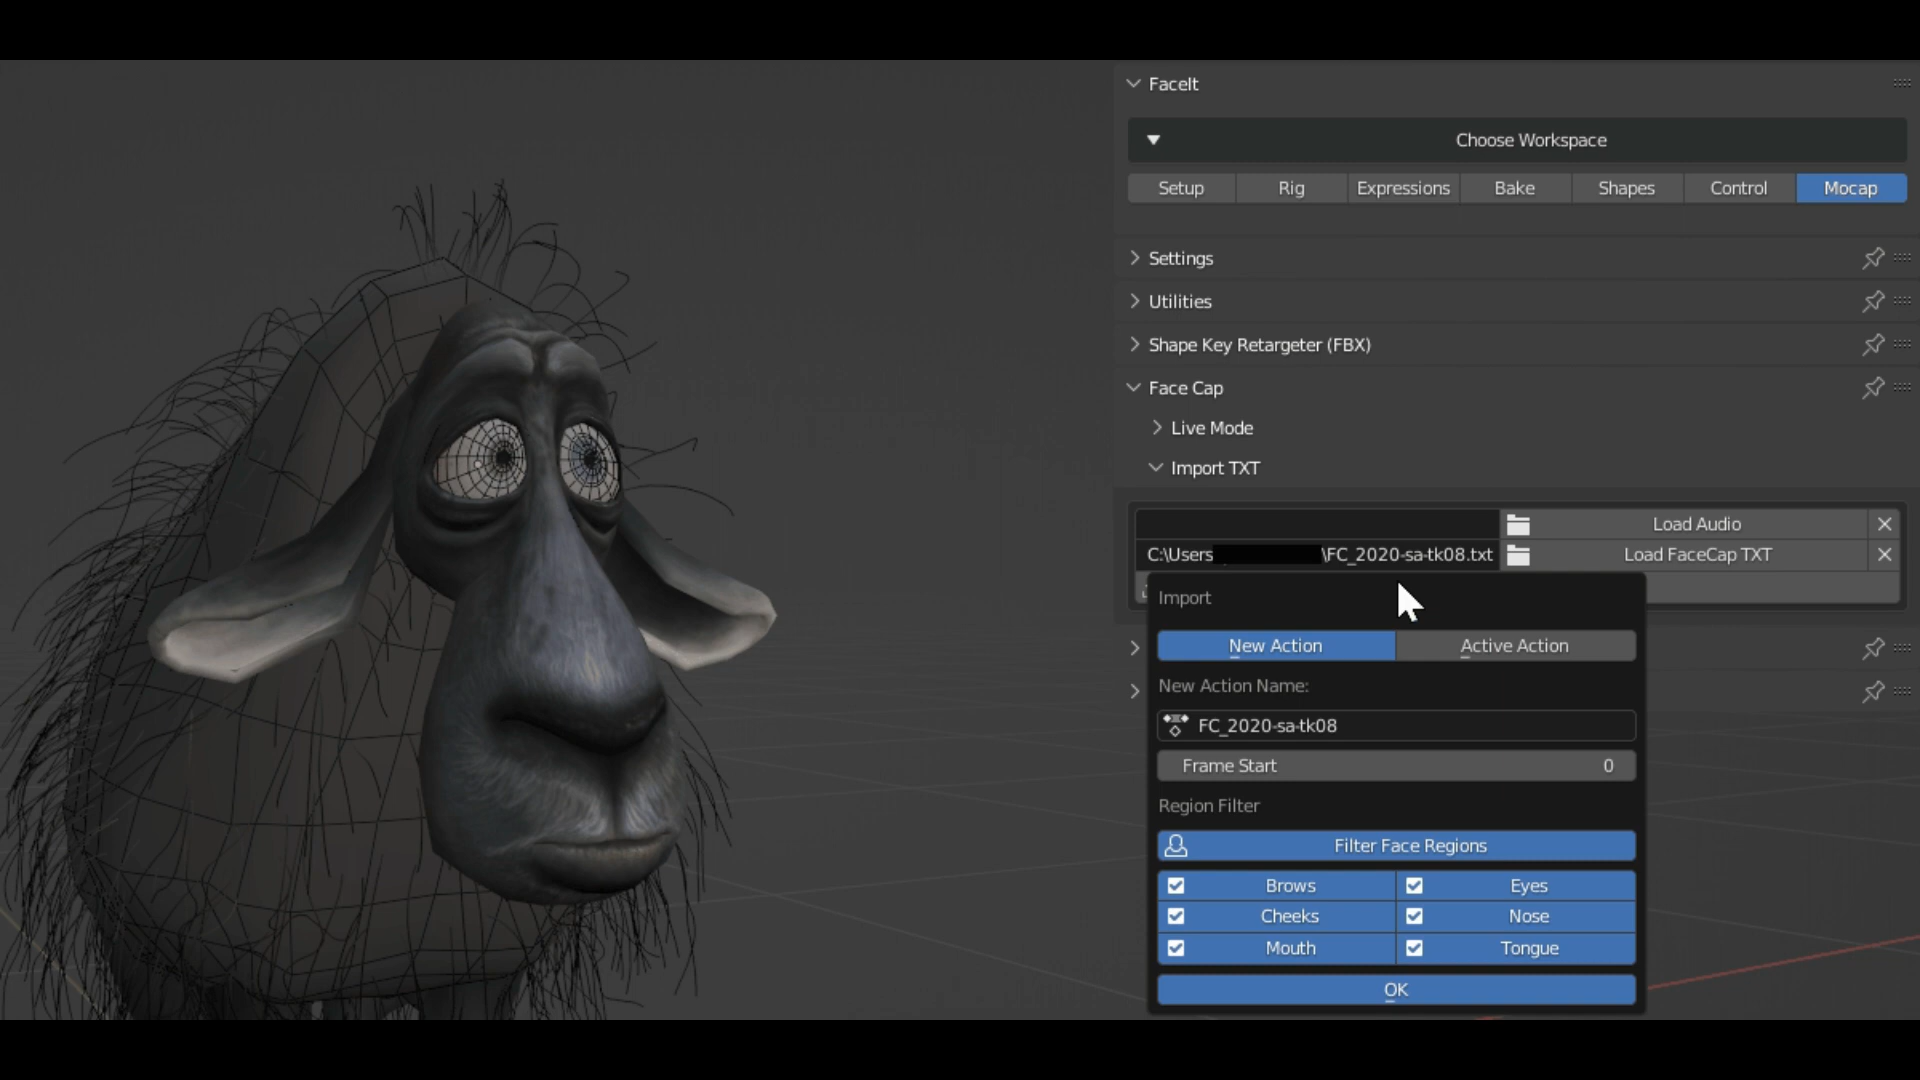 FaceIt
Choose Workspace
Setup Rig Expressions Bake Shapes Control Mocap
Settings
Utilities
Shape Key Retargeter (FBX)
Face Cap
Live Mode
Import TXT
Load Audio
C:\Users \FC_2020-sa-tk08.txt Load FaceCap TXT
Import
New Action Active Action
New Action Name:
FC_2020-sa-tk08
Frame Start 0
Region Filter
Filter Face Regions
Brows Eyes
Cheeks Nose
Mouth Tongue
OK